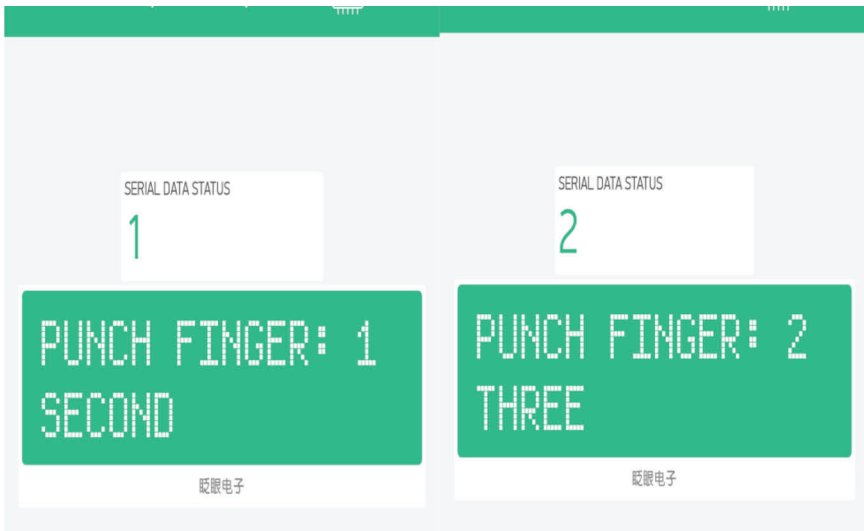 SERIAL DATA STATUS
1
PUNCH FINGER: 1
SECOND
眨眼电子
SERIAL DATA STATUS
2
PUNCH FINGER: 2
THREE
眨眼电子